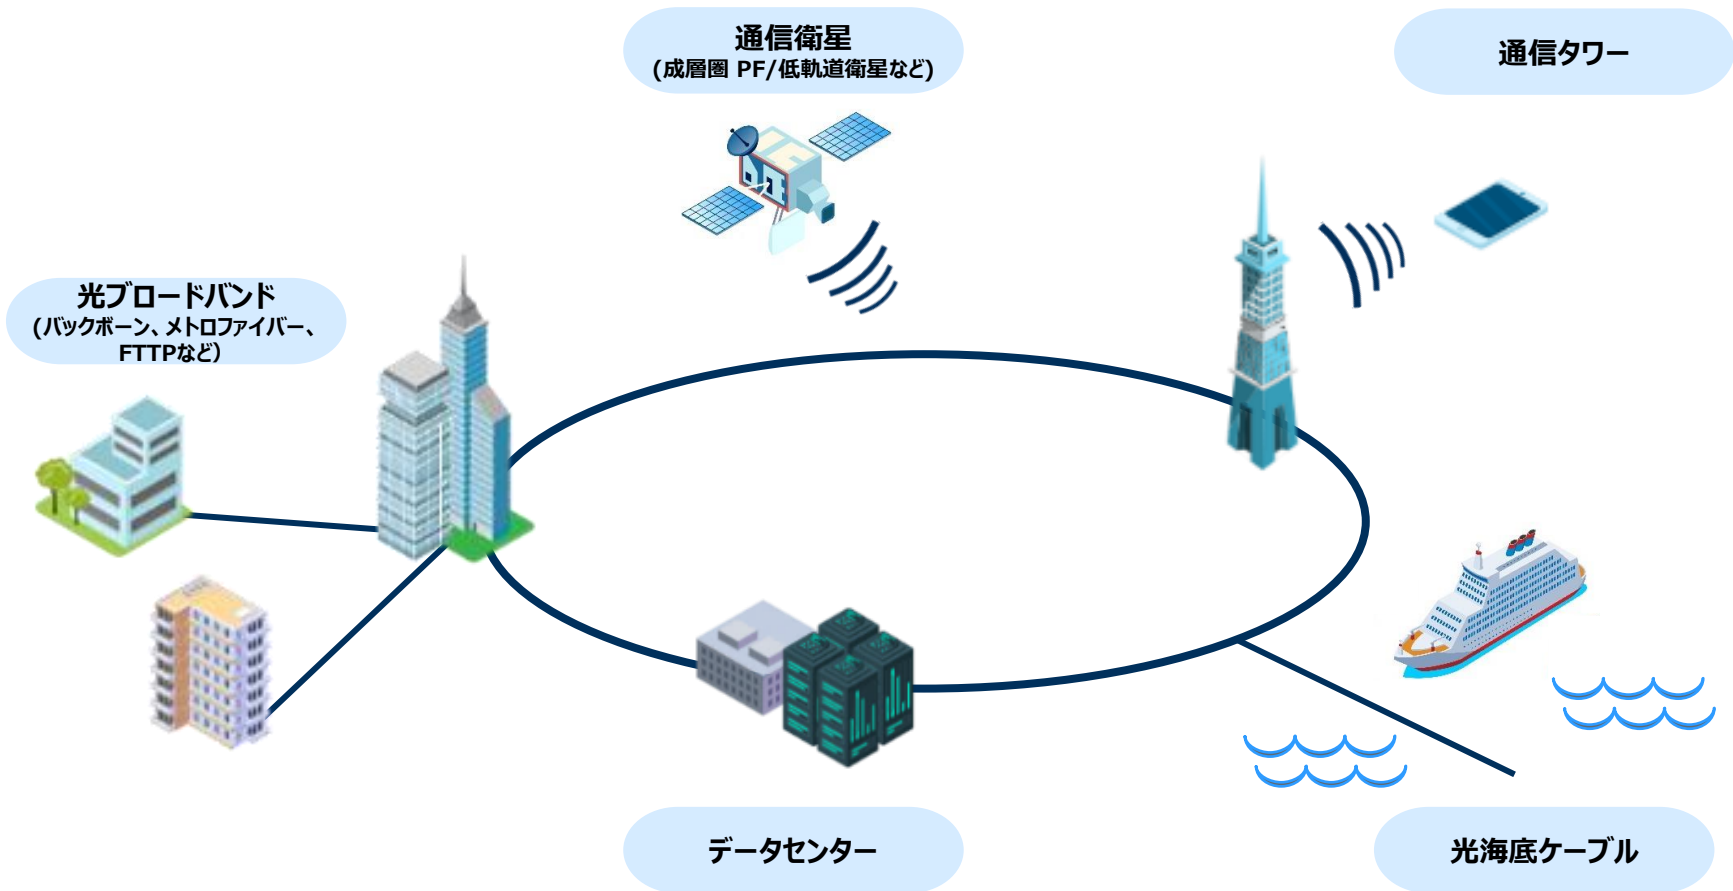 通信衛星
(成層圏 PF/低軌道衛星など)
通信タワー
光ブロードバンド
(バックボーン、メトロファイバー、
FTTPなど)
データセンター
光海底ケーブル